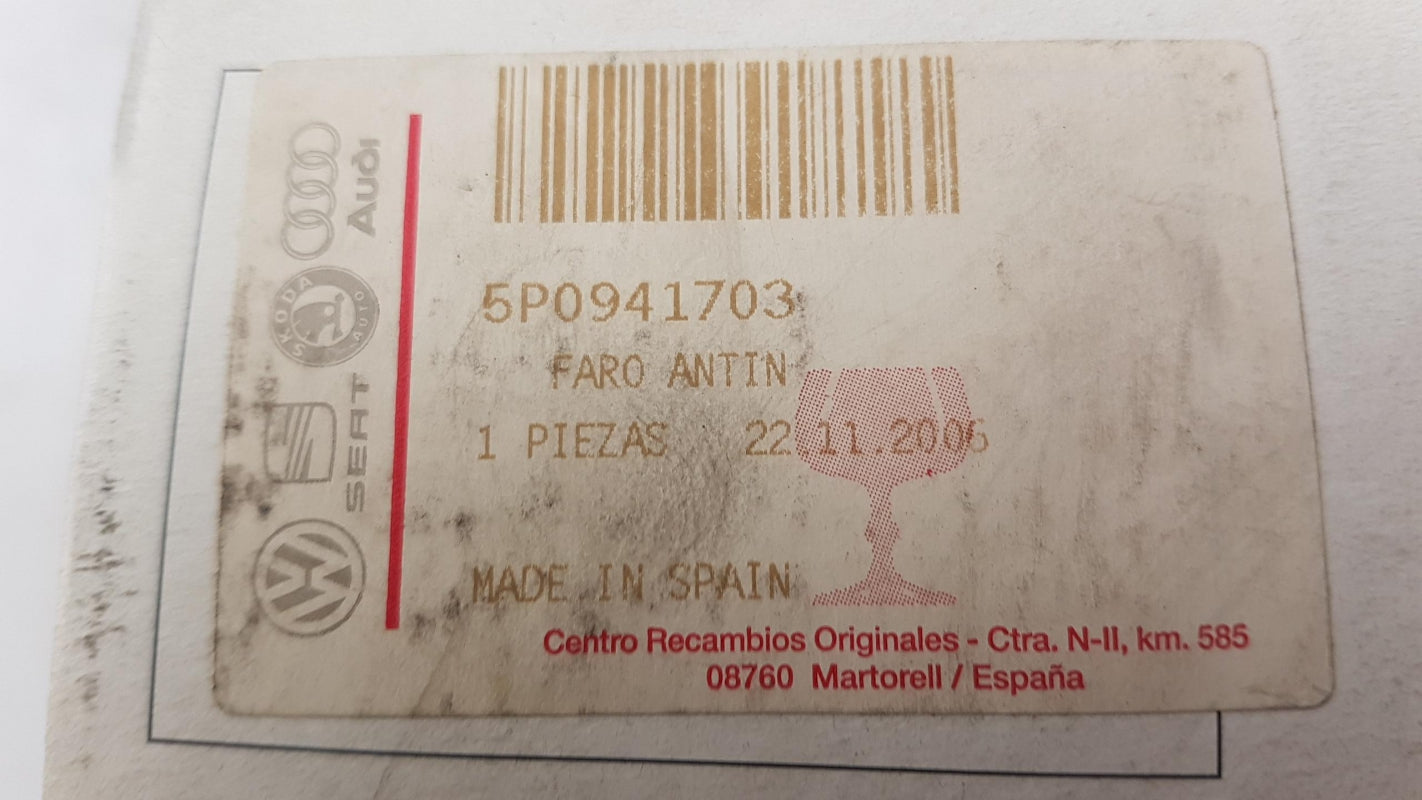 Audi
SKODA
AUTO
SEAT
5P0941703
FARO ANTIN
1 PIEZAS 22.11.2006
MADE IN SPAIN
Centro Recambios Originales - Ctra. N-II, km. 585
08760 Martorell / España